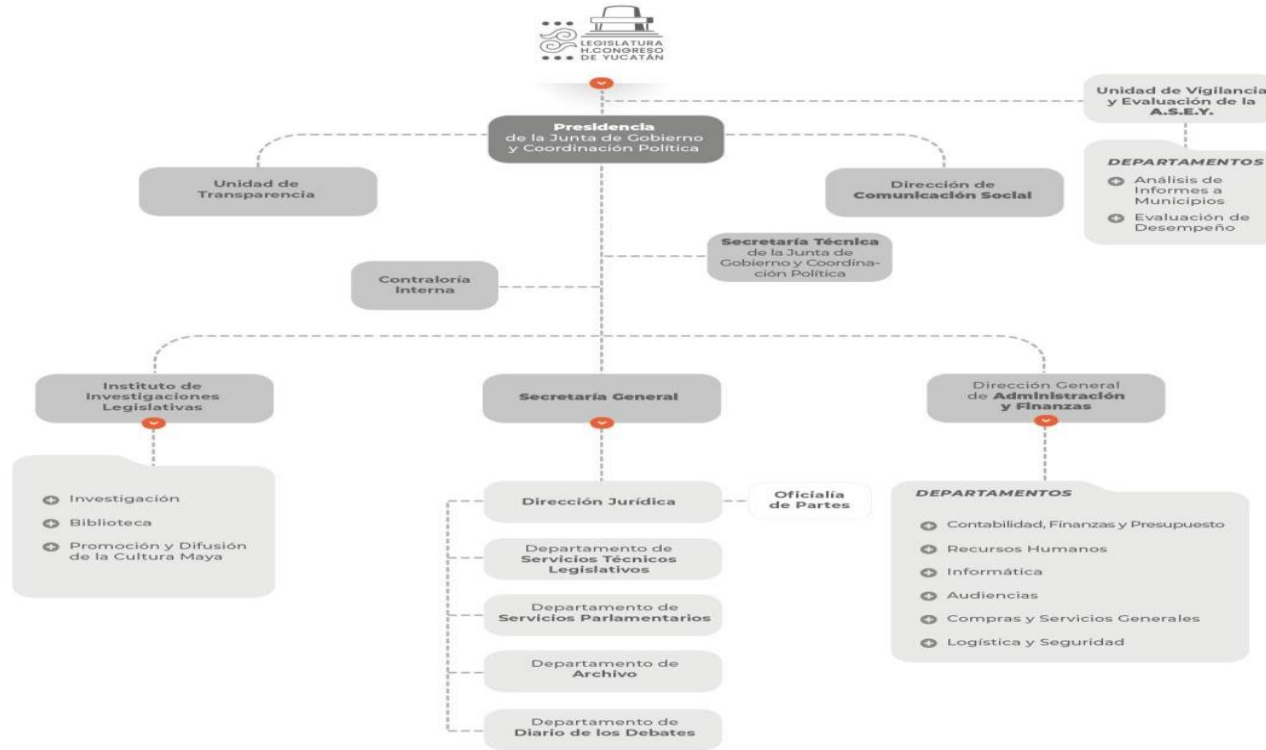 LEGISLATURA
H.CONGRESO
DE YUCATÁN
Unidad de Vigilancia
y Evaluación de la
A.S.E.Y.
DEPARTAMENTOS
Análisis de
Informes a
Municipios
Evaluación de
Desempeño
Presidencia
de la Junta de Gobierno
y Coordinación Política
Unidad de
Transparencia
Dirección de
Comunicación Social
Secretaría Técnica
de la Junta de
Gobierno y Coordina-
ción Política
Contraloría
Interna
Instituto de
Investigaciones
Legislativas
Investigación
Biblioteca
Promoción y Difusión
de la Cultura Maya
Secretaría General
Dirección Jurídica
Oficialía
de Partes
Departamento de
Servicios Técnicos
Legislativos
Departamento de
Servicios Parlamentarios
Departamento de
Archivo
Departamento de
Diario de los Debates
Dirección General
de Administración
y Finanzas
DEPARTAMENTOS
Contabilidad, Finanzas y Presupuesto
Recursos Humanos
Informática
Audiencias
Compras y Servicios Generales
Logística y Seguridad